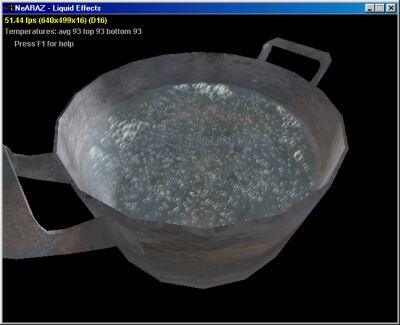 NeARAZ - Liquid Effects
51.44 fps (640x499x16) (D16)
Temperatures: avg 93 top 93 bottom 93
Press F1 for help